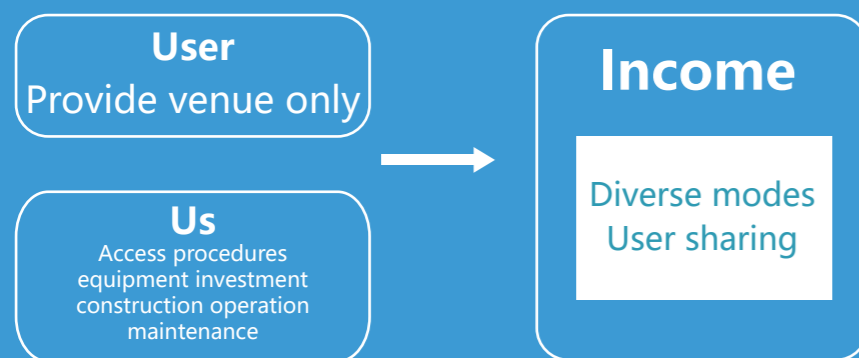 User
Provide venue only
Us
Access procedures
equipment investment
construction operation
maintenance
Income
Diverse modes
User sharing